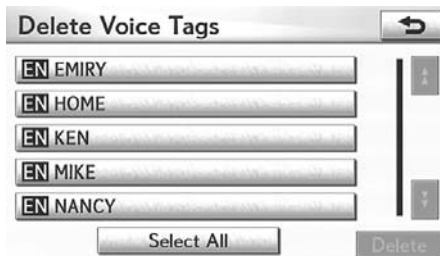 Delete Voice Tags
EN EMIRY
EN HOME
EN KEN
EN MIKE
EN NANCY
Select All
Delete